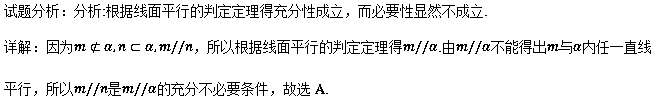 试题分析：分析:根据线面平行的判定定理得充分性成立，而必要性显然不成立.
详解：因为m ⊄ α, n ⊂ α, m//n，所以根据线面平行的判定定理得m//α.由m//α不能得出m与α内任一直线
平行，所以m//n是m//α的充分不必要条件，故选 A.